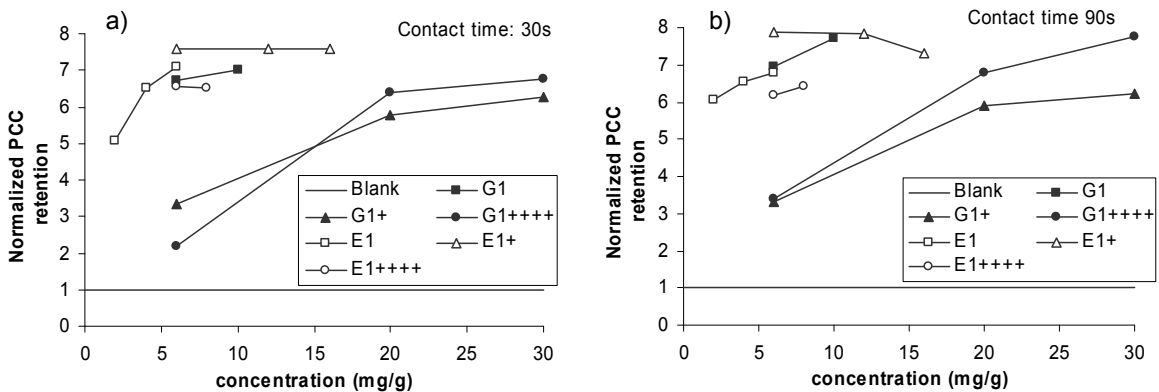 a)
Contact time: 30s
8
7
6
5
4
3
2
1
0
Normalized PCC
retention
Blank
G1
G1+
G1++++
E1
E1+
E1++++
0 5 10 15 20 25 30
concentration (mg/g)
b)
Contact time 90s
8
7
6
5
4
3
2
1
0
Normalized PCC
retention
Blank
G1
G1+
G1++++
E1
E1+
E1++++
0 5 10 15 20 25 30
concentration (mg/g)